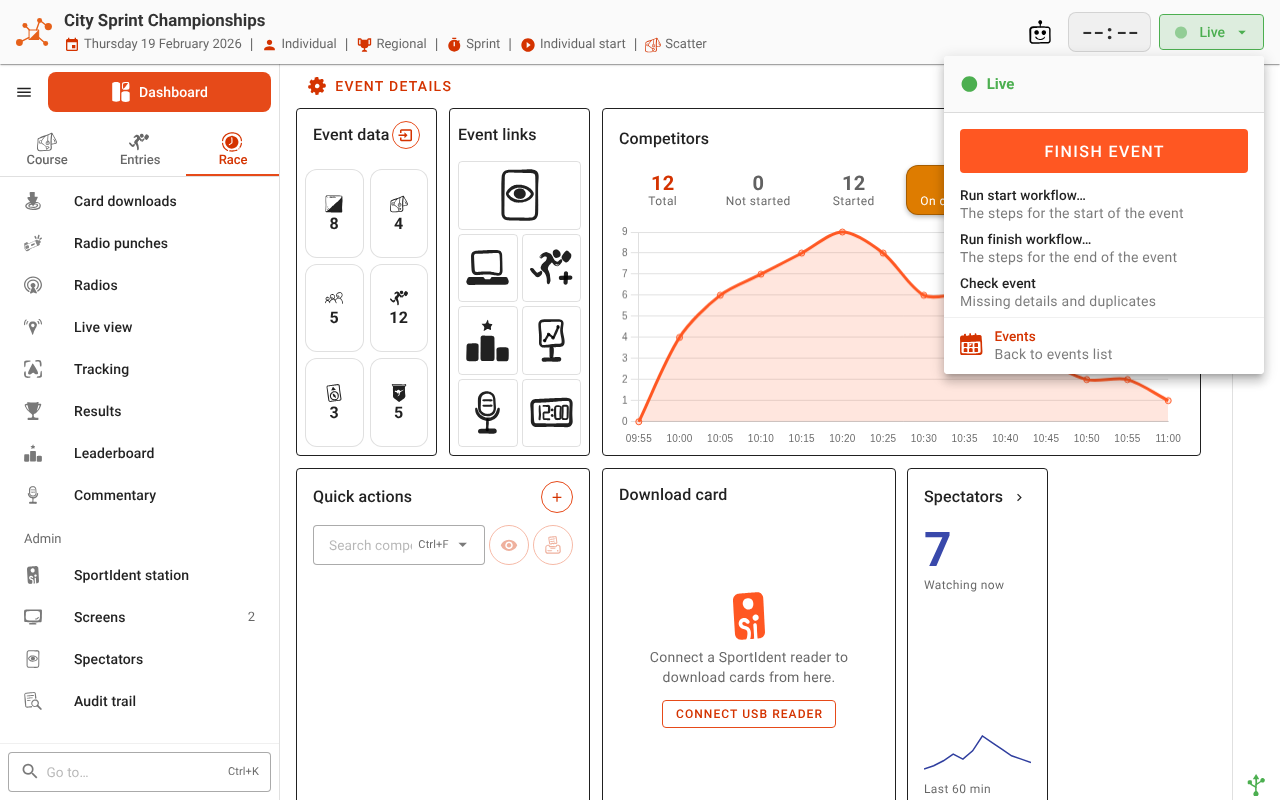 City Sprint Championships
Thursday 19 February 2026 | Individual | Regional | Sprint | Individual start | Scatter
--:--
Live
Dashboard
Course
Entries
Race
Card downloads
Radio punches
Radios
Live view
Tracking
Results
Leaderboard
Commentary
Admin
SportIdent station
Screens 2
Spectators
Audit trail
Go to...
Ctrl+K
EVENT DETAILS
Event data
8
4
5
12
3
5
Event links
12:00
Competitors
12
Total
0
Not started
12
Started
On
9
8
7
6
5
4
3
2
1
0
09:55 10:00 10:05 10:10 10:15 10:20 10:25 10:30 10:35 10:40 10:45 10:50 10:55 11:00
Live
FINISH EVENT
Run start workflow...
The steps for the start of the event
Run finish workflow...
The steps for the end of the event
Check event
Missing details and duplicates
Events
Back to events list
Quick actions
Search comp
Ctrl+F
Download card
Si
Connect a SportIdent reader to
download cards from here.
CONNECT USB READER
Spectators
7
Watching now
Last 60 min